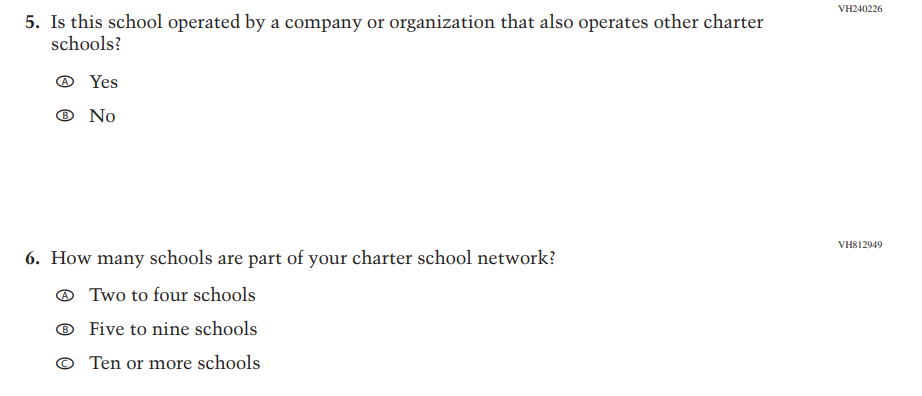 VH240226
5. Is this school operated by a company or organization that also operates other charter
schools?
A Yes
B No
VH812949
6. How many schools are part of your charter school network?
A Two to four schools
B Five to nine schools
C Ten or more schools